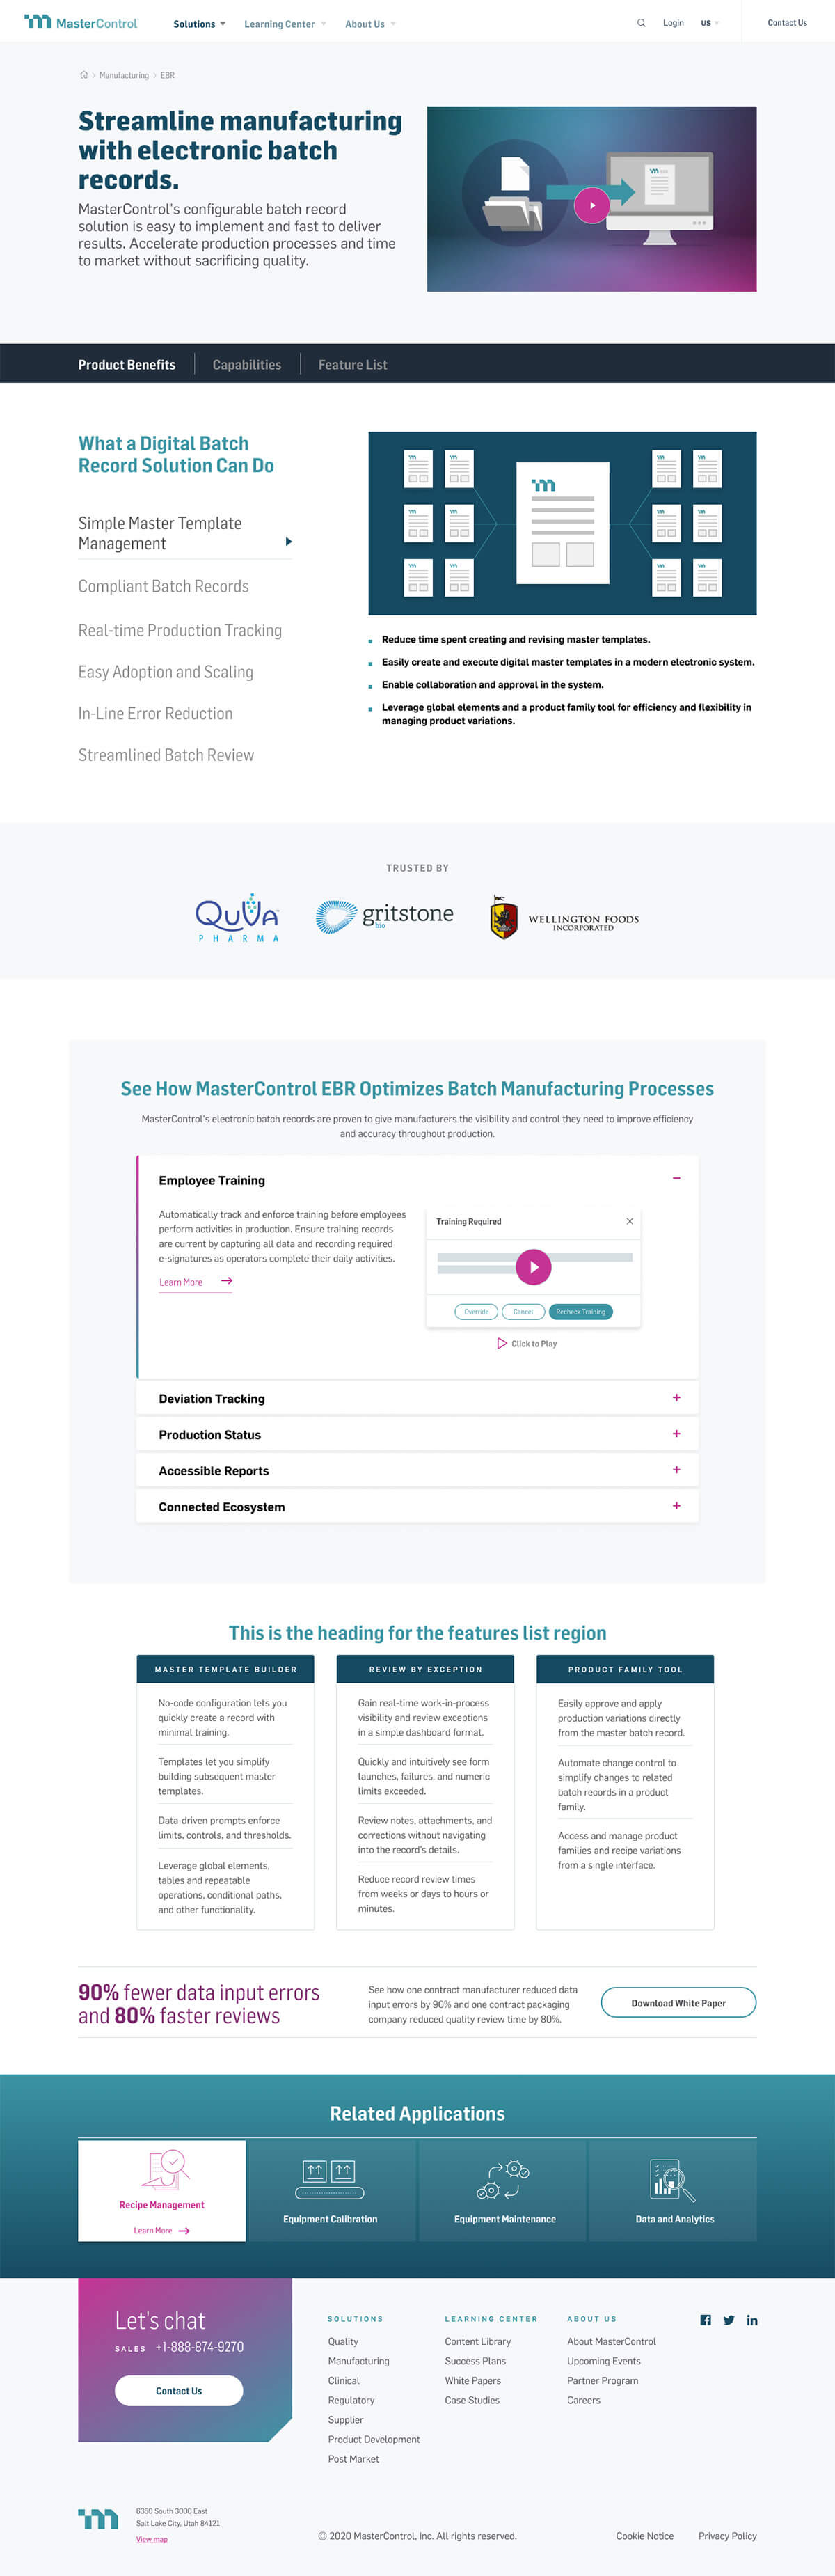 MasterControl
Solutions
Learning Center
About Us
Login
US
Contact Us
Manufacturing
EBR
Streamline manufacturing
with electronic batch
records.
MasterControl's configurable batch record
solution is easy to implement and fast to deliver
results. Accelerate production processes and time
to market without sacrificing quality.
Product Benefits
Capabilities
Feature List
What a Digital Batch
Record Solution Can Do
Simple Master Template
Management
Compliant Batch Records
Real-time Production Tracking
Easy Adoption and Scaling
In-Line Error Reduction
Streamlined Batch Review
Reduce time spent creating and revising master templates.
Easily create and execute digital master templates in a modern electronic system.
Enable collaboration and approval in the system.
Leverage global elements and a product family tool for efficiency and flexibility in
managing product variations.
TRUSTED BY
QuVa
PHARMA
gritstone
bio
WELLINGTON FOODS
INCORPORATED
See How MasterControl EBR Optimizes Batch Manufacturing Processes
MasterControl's electronic batch records are proven to give manufacturers the visibility and control they need to improve efficiency
and accuracy throughout production.
Employee Training
Automatically track and enforce training before employees
perform activities in production. Ensure training records
are current by capturing all data and recording required
e-signatures as operators complete their daily activities.
Learn More
Training Required
Override
Cancel
Recheck Training
Click to Play
Deviation Tracking
Production Status
Accessible Reports
Connected Ecosystem
This is the heading for the features list region
MASTER TEMPLATE BUILDER
No-code configuration lets you
quickly create a record with
minimal training.
Templates let you simplify
building subsequent master
templates.
Data-driven prompts enforce
limits, controls, and thresholds.
Leverage global elements,
tables and repeatable
operations, conditional paths,
and other functionality.
REVIEW BY EXCEPTION
Gain real-time work-in-process
visibility and review exceptions
in a simple dashboard format.
Quickly and intuitively see form
launches, failures, and numeric
limits exceeded.
Review notes, attachments, and
corrections without navigating
into the record's details.
Reduce record review times
from weeks or days to hours or
minutes.
PRODUCT FAMILY TOOL
Easily approve and apply
production variations directly
from the master batch record.
Automate change control to
simplify changes to related
batch records in a product
family.
Access and manage product
families and recipe variations
from a single interface.
90% fewer data input errors
and 80% faster reviews
See how one contract manufacturer reduced data
input errors by 90% and one contract packaging
company reduced quality review time by 80%.
Download White Paper
Related Applications
Recipe Management
Learn More
Equipment Calibration
Equipment Maintenance
Data and Analytics
Let's chat
SALES +1-888-874-9270
Contact Us
SOLUTIONS
Quality
Manufacturing
Clinical
Regulatory
Supplier
Product Development
Post Market
LEARNING CENTER
Content Library
Success Plans
White Papers
Case Studies
ABOUT US
About MasterControl
Upcoming Events
Partner Program
Careers
6350 South 3000 East
Salt Lake City, Utah 84121
View map
© 2020 MasterControl, Inc. All rights reserved.
Cookie Notice
Privacy Policy